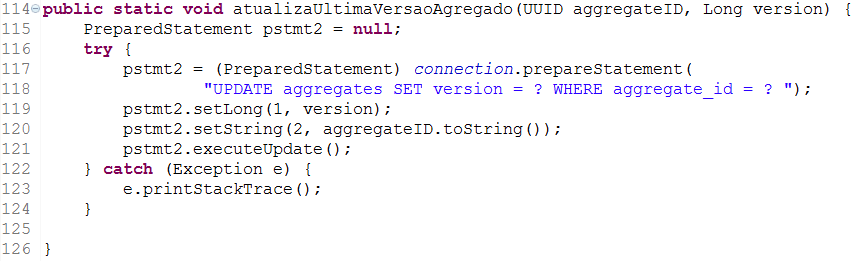 114 public static void atualizaUltimaVersaoAgregado(UUID aggregateID, Long version) {
115     PreparedStatement pstmt2 = null;
116     try {
117         pstmt2 = (PreparedStatement) connection.prepareStatement(
118                 "UPDATE aggregates SET version = ? WHERE aggregate_id = ? ");
119         pstmt2.setLong(1, version);
120         pstmt2.setString(2, aggregateID.toString());
121         pstmt2.executeUpdate();
122     } catch (Exception e) {
123         e.printStackTrace();
124     }
125
126 }